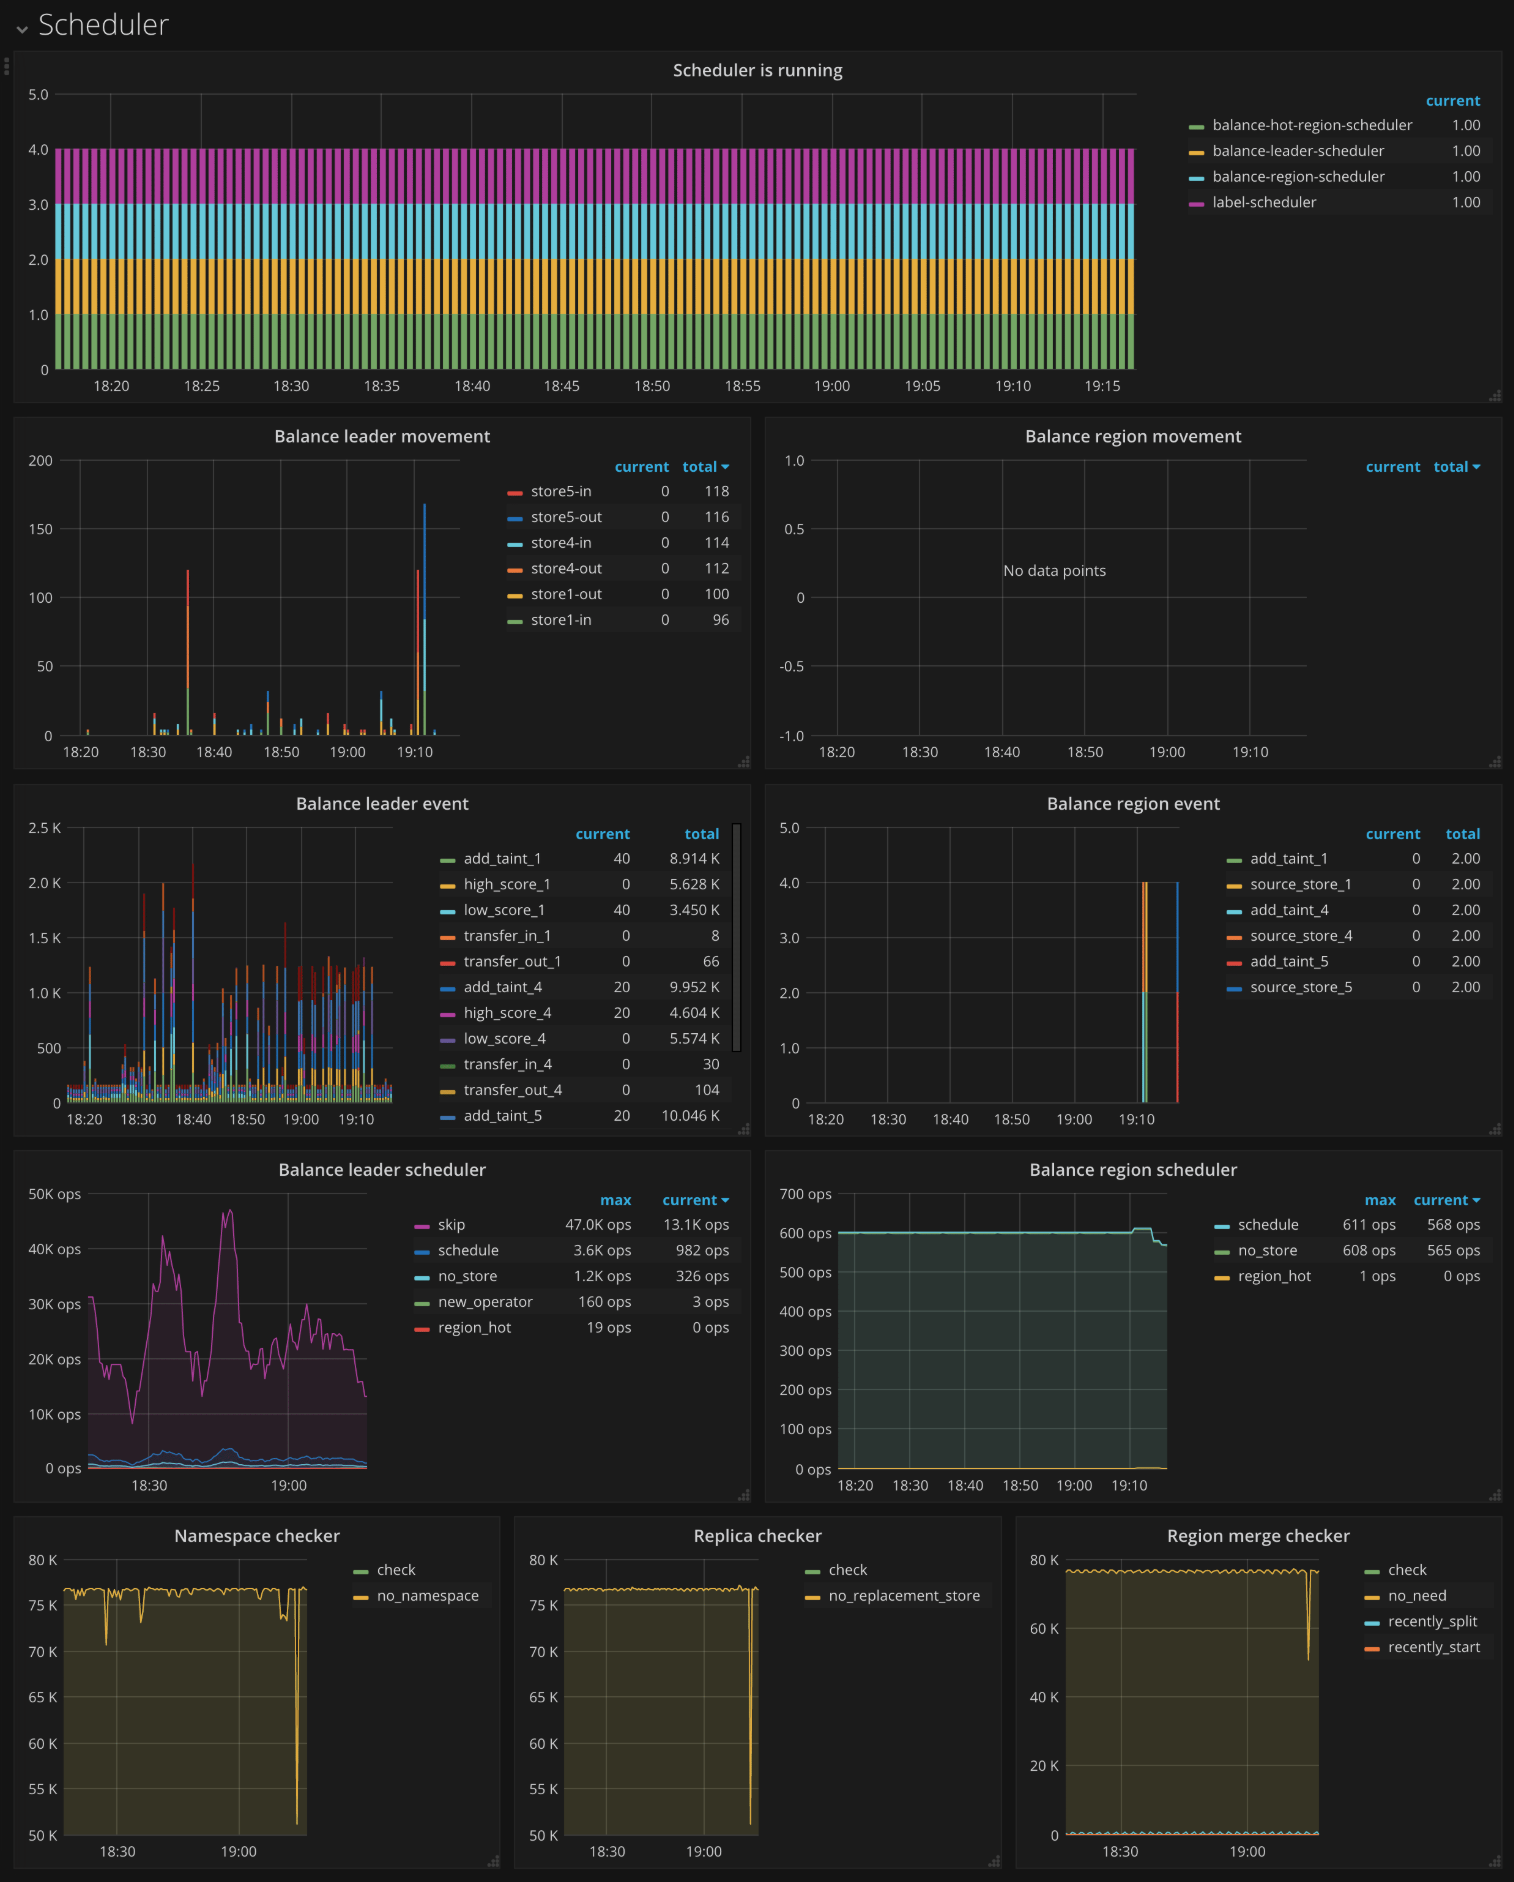 Scheduler
Scheduler is running
5.0
4.0
3.0
2.0
1.0
0
18:20 18:25 18:30 18:35 18:40 18:45 18:50 18:55 19:00 19:05 19:10 19:15
current
balance-hot-region-scheduler 1.00
balance-leader-scheduler 1.00
balance-region-scheduler 1.00
label-scheduler 1.00
Balance leader movement
200
150
100
50
0
18:20 18:30 18:40 18:50 19:00 19:10
current total
store5-in 0 118
store5-out 0 116
store4-in 0 114
store4-out 0 112
store1-out 0 100
store1-in 0 96
Balance region movement
1.0
0.5
0
-0.5
-1.0
No data points
18:20 18:30 18:40 18:50 19:00 19:10
current total
Balance leader event
2.5 K
2.0 K
1.5 K
1.0 K
500
0
18:20 18:30 18:40 18:50 19:00 19:10
current total
add_taint_1 40 8.914 K
high_score_1 0 5.628 K
low_score_1 40 3.450 K
transfer_in_1 0 8
transfer_out_1 0 66
add_taint_4 20 9.952 K
high_score_4 20 4.604 K
low_score_4 0 5.574 K
transfer_in_4 0 30
transfer_out_4 0 104
add_taint_5 20 10.046 K
Balance region event
5.0
4.0
3.0
2.0
1.0
0
18:20 18:30 18:40 18:50 19:00 19:10
current total
add_taint_1 0 2.00
source_store_1 0 2.00
add_taint_4 0 2.00
source_store_4 0 2.00
add_taint_5 0 2.00
source_store_5 0 2.00
Balance leader scheduler
50K ops
40K ops
30K ops
20K ops
10K ops
0 ops
18:30 19:00
max current
skip 47.0K ops 13.1K ops
schedule 3.6K ops 982 ops
no_store 1.2K ops 326 ops
new_operator 160 ops 3 ops
region_hot 19 ops 0 ops
Balance region scheduler
700 ops
600 ops
500 ops
400 ops
300 ops
200 ops
100 ops
0 ops
18:20 18:30 18:40 18:50 19:00 19:10
max current
schedule 611 ops 568 ops
no_store 608 ops 565 ops
region_hot 1 ops 0 ops
Namespace checker
80 K
75 K
70 K
65 K
60 K
55 K
50 K
18:30 19:00
check
no_namespace
Replica checker
80 K
75 K
70 K
65 K
60 K
55 K
50 K
18:30 19:00
check
no_replacement_store
Region merge checker
80 K
60 K
40 K
20 K
0
18:30 19:00
check
no_need
recently_split
recently_start